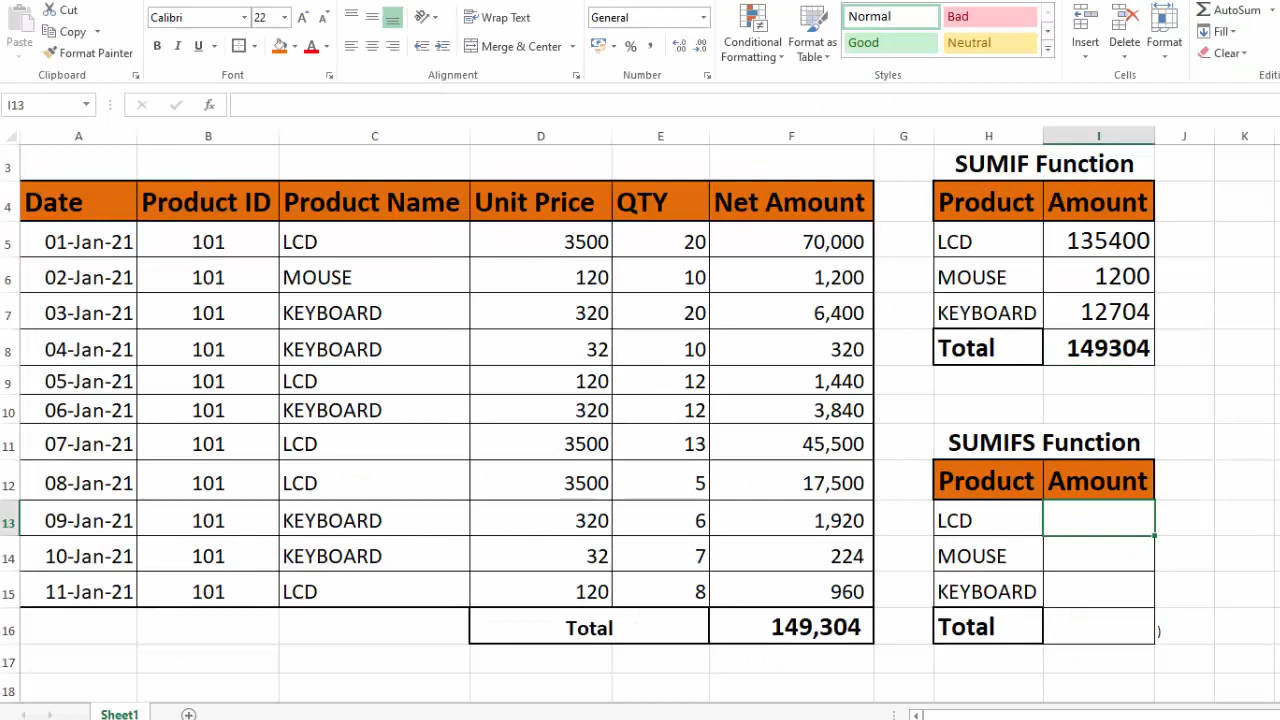 Cut
Copy
Format Painter
Paste
Clipboard
Calibri 22
B I U
Font
Wrap Text
Merge & Center
Alignment
General
%
Number
Conditional Formatting
Format as Table
Normal Bad
Good Neutral
Styles
Insert Delete Format
Cells
AutoSum
Fill
Clear
Editi
I13
fx
A B C D E F G H I J K
3 SUMIF Function
4 Date Product ID Product Name Unit Price QTY Net Amount Product Amount
5 01-Jan-21 101 LCD 3500 20 70,000 LCD 135400
6 02-Jan-21 101 MOUSE 120 10 1,200 MOUSE 1200
7 03-Jan-21 101 KEYBOARD 320 20 6,400 KEYBOARD 12704
8 04-Jan-21 101 KEYBOARD 32 10 320 Total 149304
9 05-Jan-21 101 LCD 120 12 1,440
10 06-Jan-21 101 KEYBOARD 320 12 3,840
11 07-Jan-21 101 LCD 3500 13 45,500 SUMIFS Function
12 08-Jan-21 101 LCD 3500 5 17,500 Product Amount
13 09-Jan-21 101 KEYBOARD 320 6 1,920 LCD
14 10-Jan-21 101 KEYBOARD 32 7 224 MOUSE
15 11-Jan-21 101 LCD 120 8 960 KEYBOARD
16 Total 149,304 Total )
17
18
Sheet1